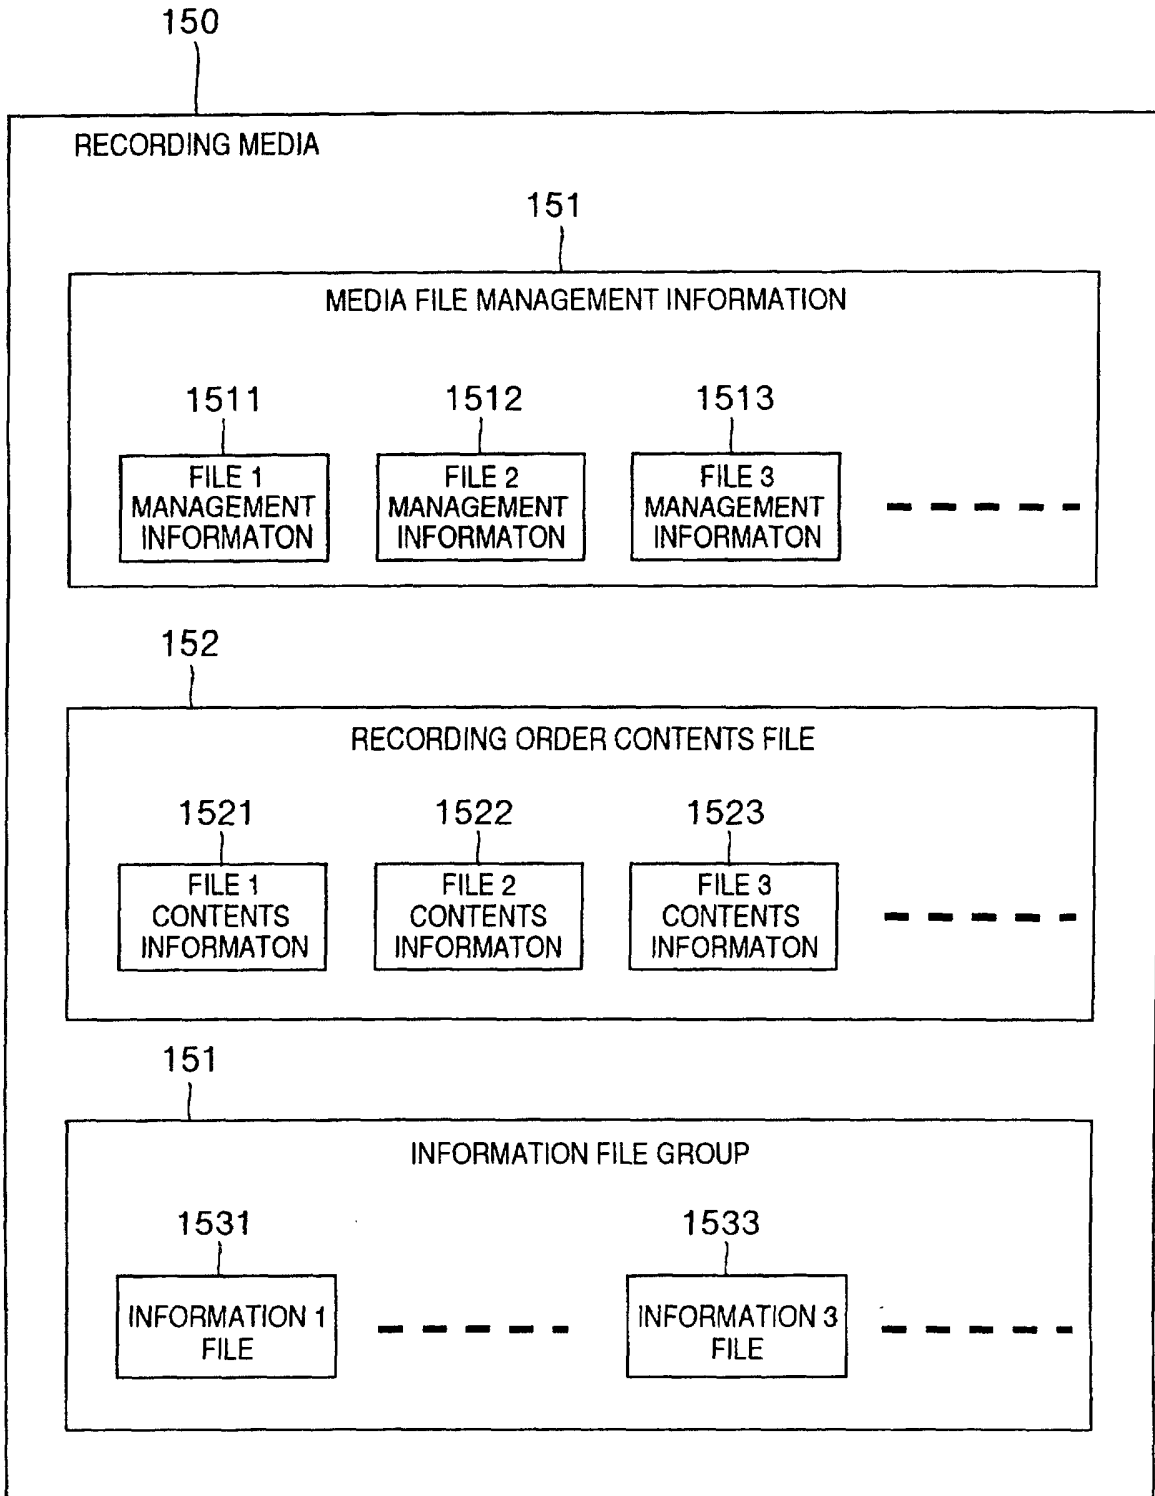 150
RECORDING MEDIA
151
MEDIA FILE MANAGEMENT INFORMATION
1511 1512 1513
FILE 1 FILE 2 FILE 3
MANAGEMENT MANAGEMENT MANAGEMENT
INFORMATON INFORMATON INFORMATON
152
RECORDING ORDER CONTENTS FILE
1521 1522 1523
FILE 1 FILE 2 FILE 3
CONTENTS CONTENTS CONTENTS
INFORMATON INFORMATON INFORMATON
151
INFORMATION FILE GROUP
1531 1533
INFORMATION 1 INFORMATION 3
FILE FILE